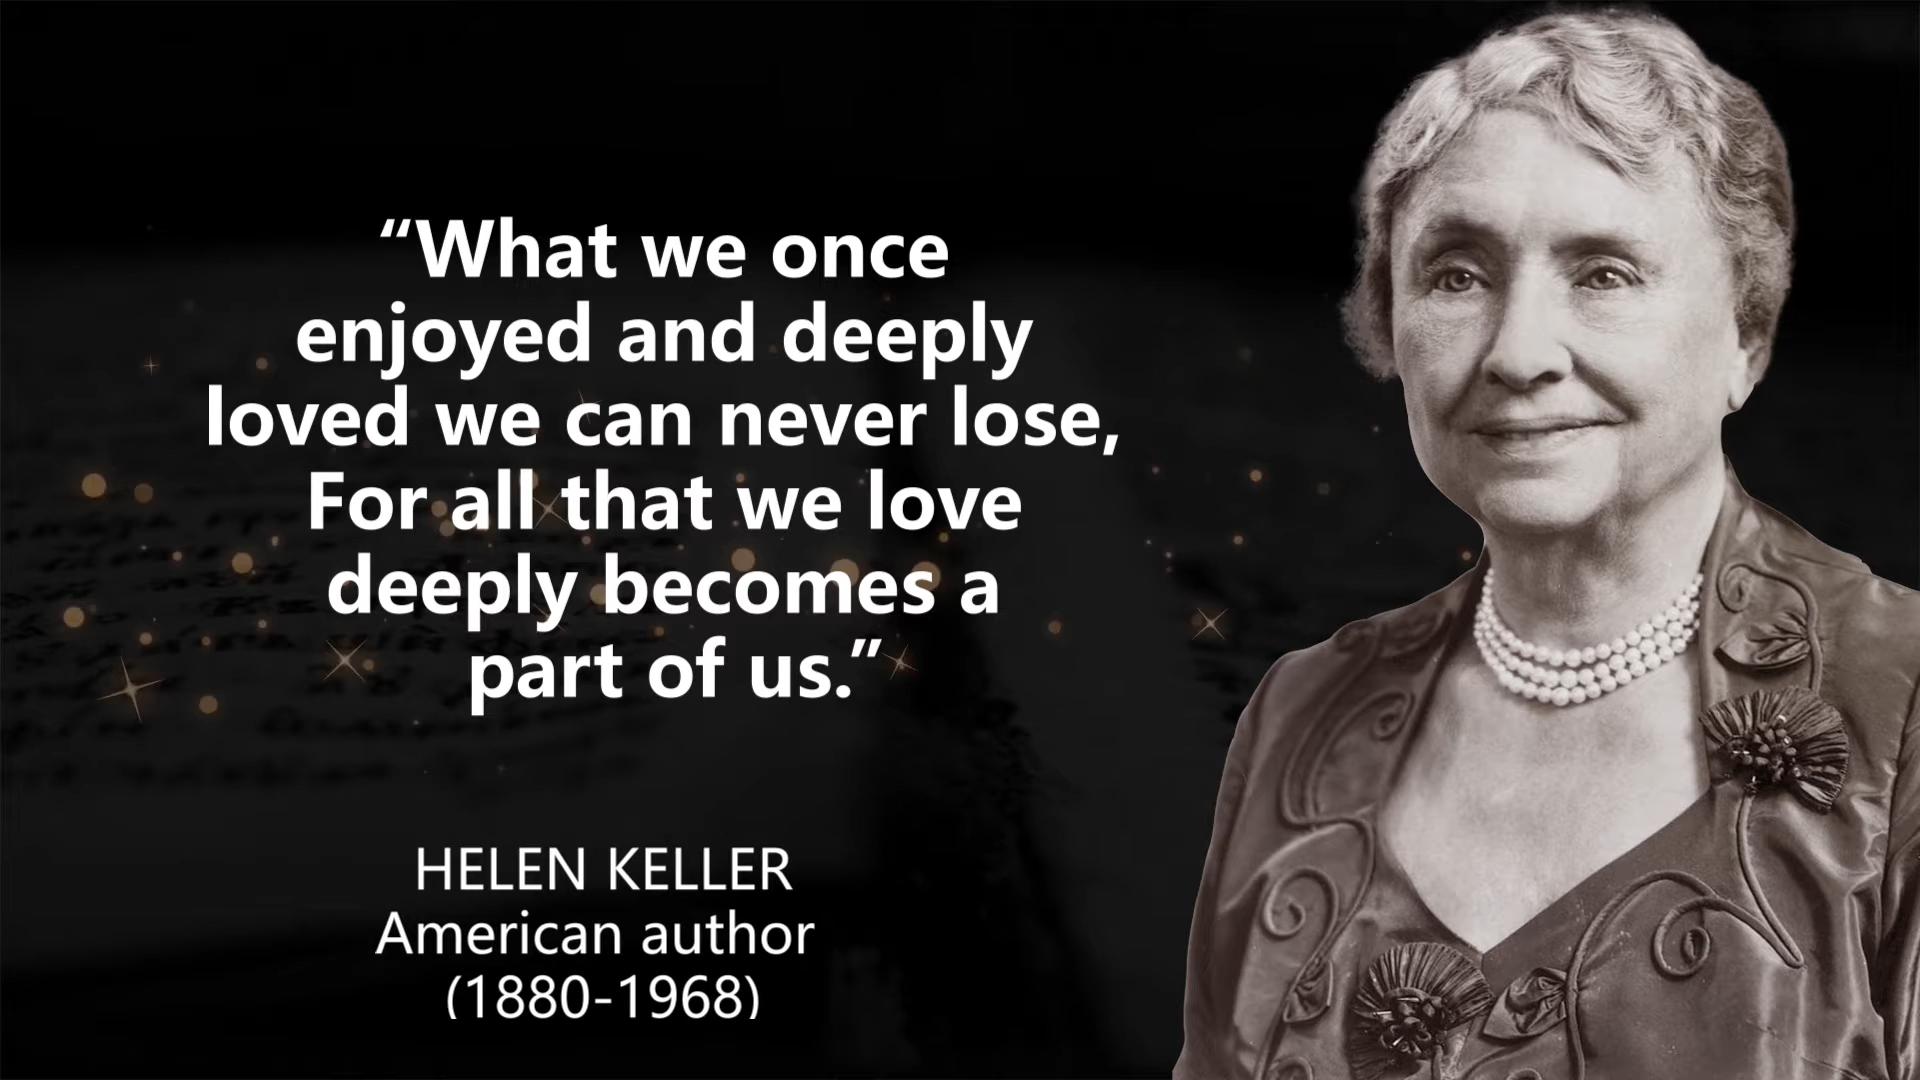 “What we once
enjoyed and deeply
loved we can never lose,
For all that we love
deeply becomes a
part of us.”
HELEN KELLER
American author
(1880-1968)